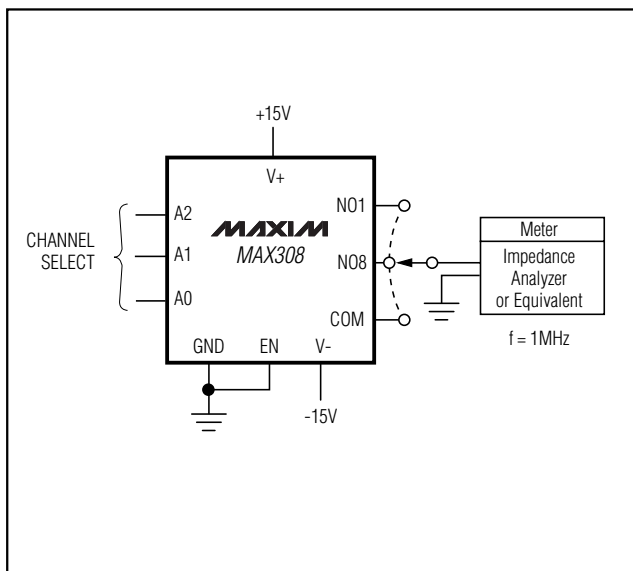 +15V
V+
CHANNEL
SELECT
A2
A1
A0
MAXIM
MAX308
NO1
NO8
COM
GND
EN
V-
-15V
Meter
Impedance
Analyzer
or Equivalent
f = 1MHz